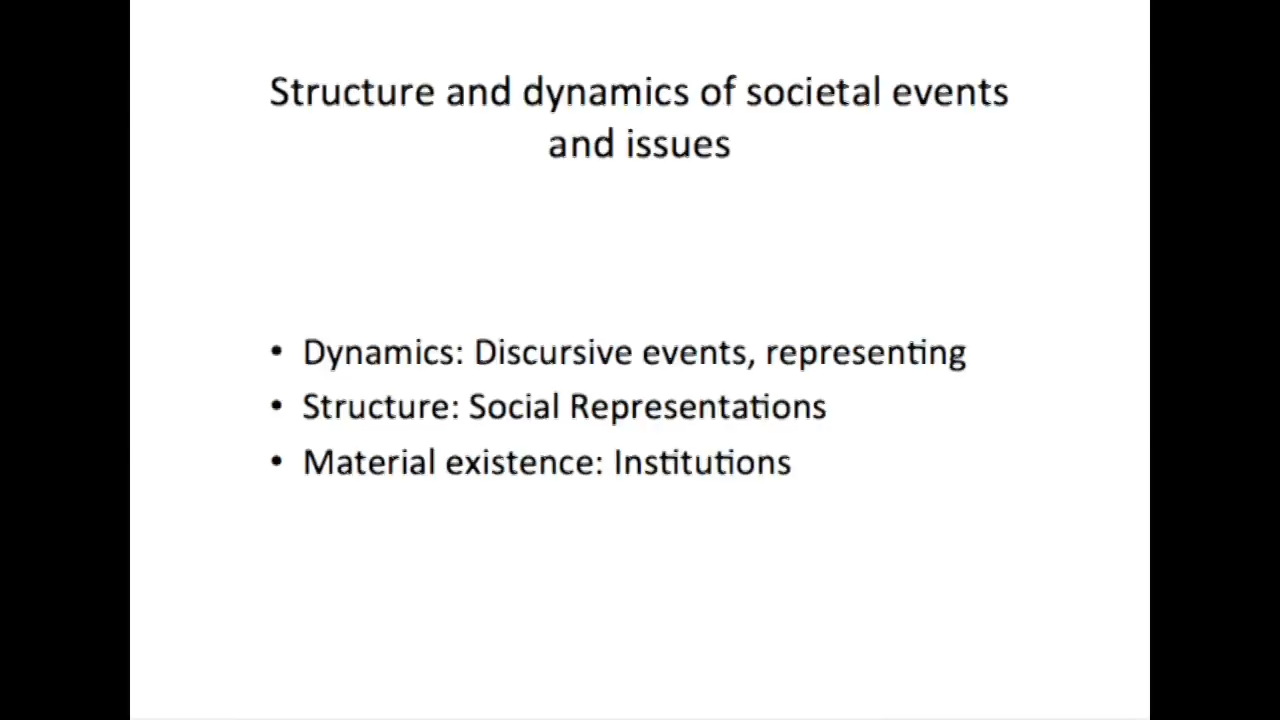 Structure and dynamics of societal events
and issues
• Dynamics: Discursive events, representing
• Structure: Social Representations
• Material existence: Institutions